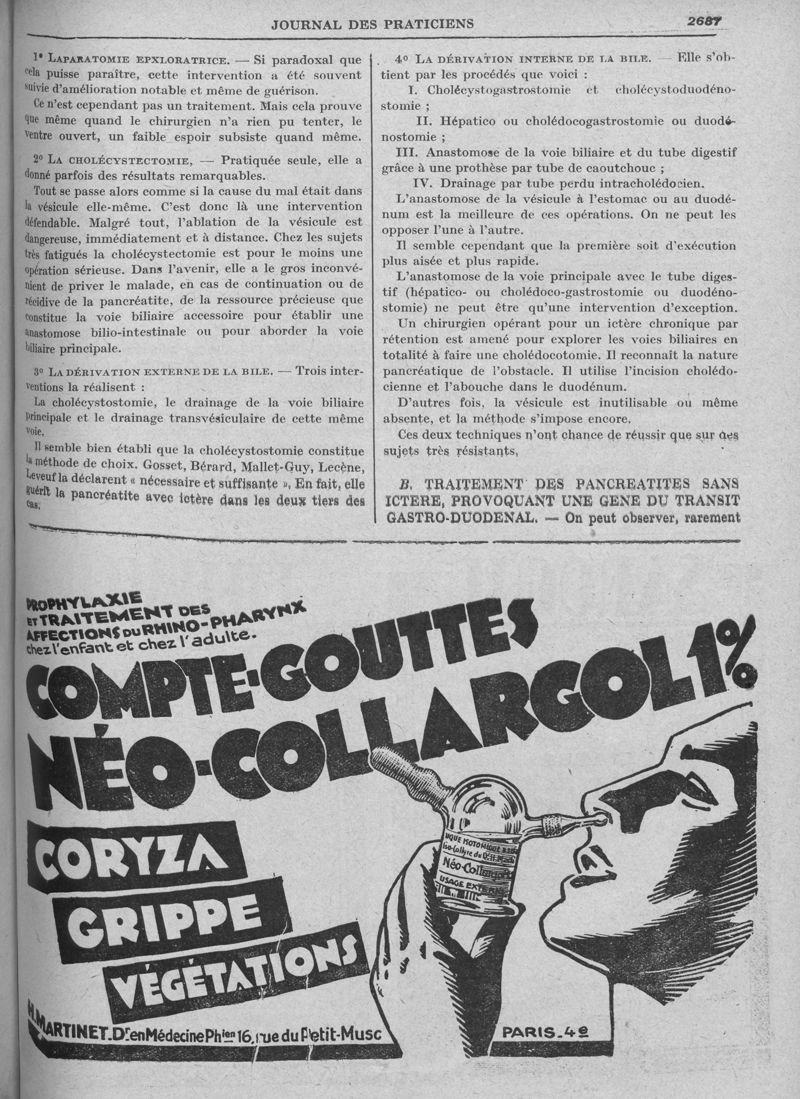 JOURNAL DES PRATICIENS
2687
1° LAPARATOMIE EPXLORATRICE. — Si paradoxal que
cela puisse paraître, cette intervention a été souvent
suivie d'amélioration notable et même de guérison.
Ce n'est cependant pas un traitement. Mais cela prouve
que même quand le chirurgien n'a rien pu tenter, le
ventre ouvert, un faible espoir subsiste quand même.
2° LA CHOLÉCYSTECTOMIE, — Pratiquée seule, elle a
donné parfois des résultats remarquables.
Tout se passe alors comme si la cause du mal était dans
la vésicule elle-même. C'est donc là une intervention
défendable. Malgré tout, l'ablation de la vésicule est
dangereuse, immédiatement et à distance. Chez les sujets
très fatigués la cholécystectomie est pour le moins une
opération sérieuse. Dans l'avenir, elle a le gros inconvé-
nient de priver le malade, en cas de continuation ou de
récidive de la pancréatite, de la ressource précieuse que
constitue la voie biliaire accessoire pour établir une
anastomose bilio-intestinale ou pour aborder la voie
biliaire principale.
3° LA DÉRIVATION EXTERNE DE LA BILE. — Trois inter-
ventions la réalisent :
La cholécystostomie, le drainage de la voie biliaire
principale et le drainage transvésiculaire de cette même
voie.
Il semble bien établi que la cholécystostomie constitue
la méthode de choix. Gosset, Bérard, Mallet-Guy, Lecène,
Leveuf la déclarent « nécessaire et suffisante ». En fait, elle
guérit la pancréatite avec ictère dans les deux tiers des
cas.
4° LA DÉRIVATION INTERNE DE LA BILE. — Elle s'ob-
tient par les procédés que voici :
I. Cholécystogastrostomie et cholécystoduodéno-
stomie ;
II. Hépatico ou cholédocogastrostomie ou duodé-
nostomie ;
III. Anastomose de la voie biliaire et du tube digestif
grâce à une prothèse par tube de caoutchouc ;
IV. Drainage par tube perdu intracholédocien.
L'anastomose de la vésicule à l'estomac ou au duodé-
num est la meilleure de ces opérations. On ne peut les
opposer l'une à l'autre.
Il semble cependant que la première soit d'exécution
plus aisée et plus rapide.
L'anastomose de la voie principale avec le tube diges-
tif (hépatico- ou cholédoco-gastrostomie ou duodéno-
stomie) ne peut être qu'une intervention d'exception.
Un chirurgien opérant pour un ictère chronique par
rétention est amené pour explorer les voies biliaires en
totalité à faire une cholédocotomie. Il reconnaît la nature
pancréatique de l'obstacle. Il utilise l'incision cholédo-
cienne et l'abouche dans le duodénum.
D'autres fois, la vésicule est inutilisable ou même
absente, et la méthode s'impose encore.
Ces deux techniques n'ont chance de réussir que sur des
sujets très résistants,
B. TRAITEMENT DES PANCREATITES SANS
ICTERE, PROVOQUANT UNE GENE DU TRANSIT
GASTRO-DUODENAL. — On peut observer, rarement
PROPHYLAXIE
ET TRAITEMENT DES
AFFECTIONS DU RHINO-PHARYNX
chez l'enfant et chez l'adulte.
COMPTE-GOUTTES
NÉO-COLLARGOL 1%
CORYZA
GRIPPE
VÉGÉTATIONS
Néo-Collargol
USAGE EXTERNE
H. MARTINET_Dr en Médecine Phien 16, rue du Petit-Musc
PARIS_4e